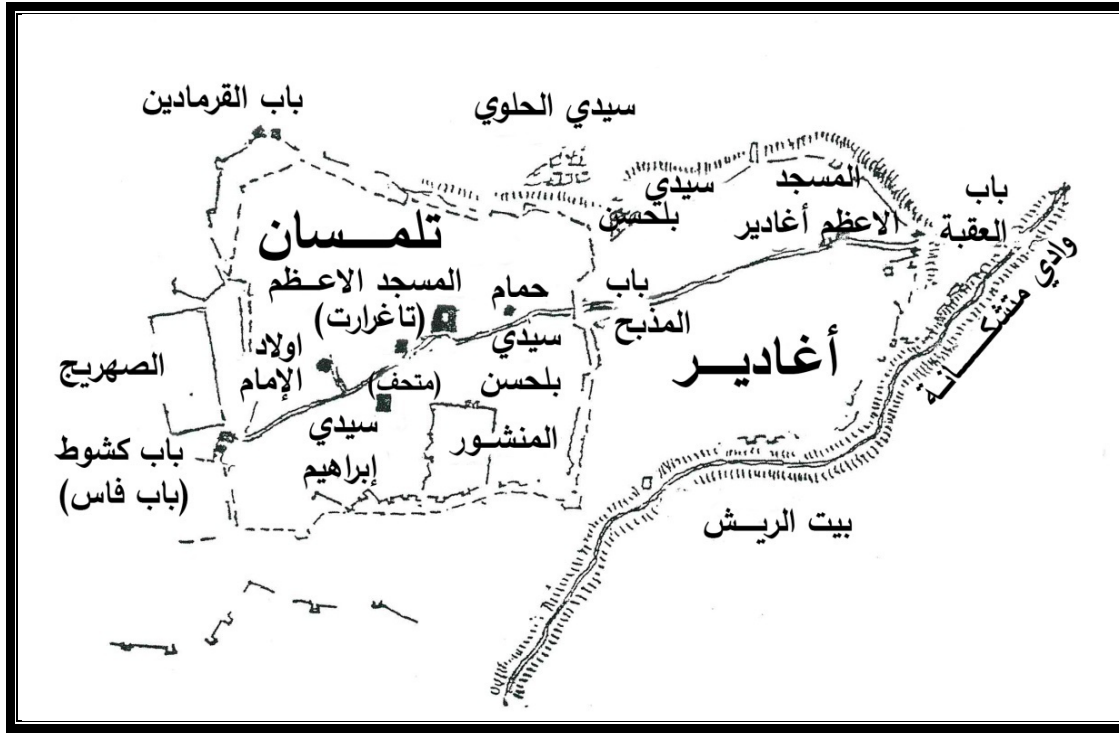 باب القرمادين
سيدي الحلوي
سيدي
بلحسن
المسجد
الاعظم أغادير
باب
العقبة
وادي متشكانة
تلمسان
المسجد الاعظم
(تاغرارت)
حمام
سيدي
بلحسن
باب
المذبح
أغادير
الصهريج
اولاد
الإمام
(متحف)
سيدي
إبراهيم
المنشور
باب كشوط
(باب فاس)
بيت الريش